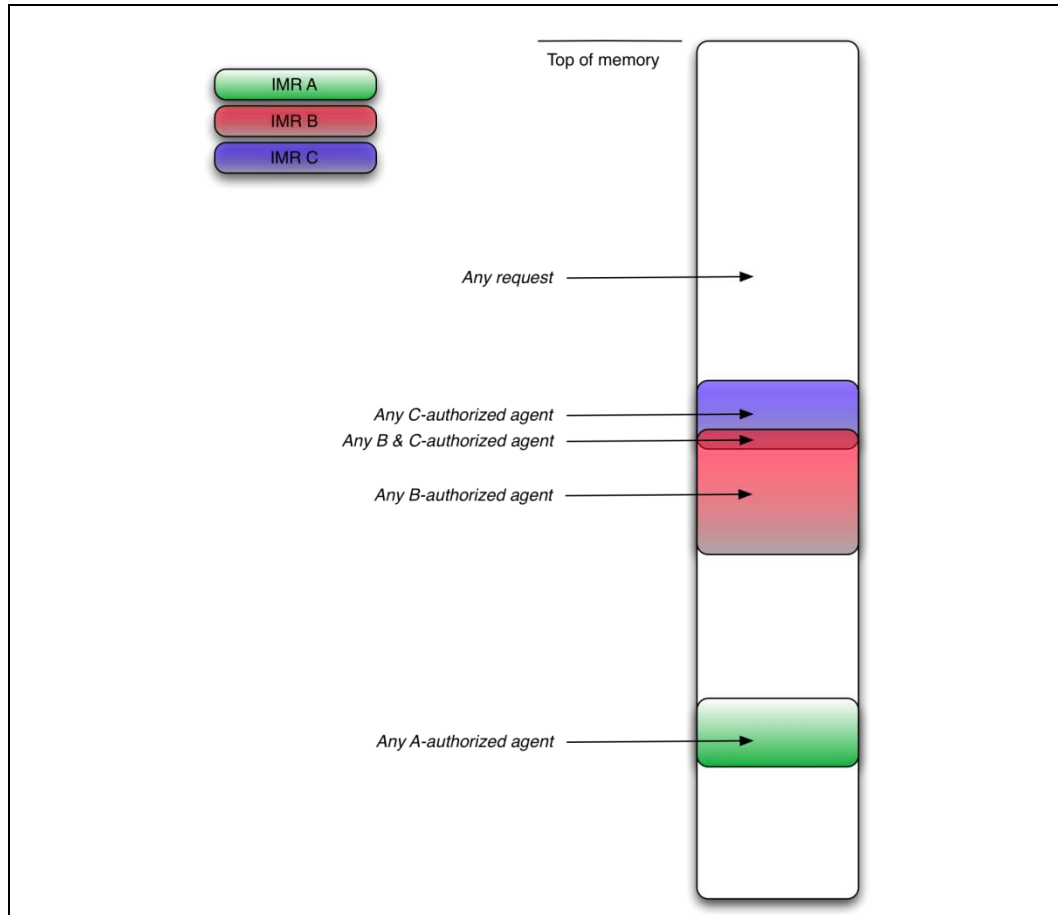 Top of memory
IMR A
IMR B
IMR C
Any request
Any C-authorized agent
Any B & C-authorized agent
Any B-authorized agent
Any A-authorized agent